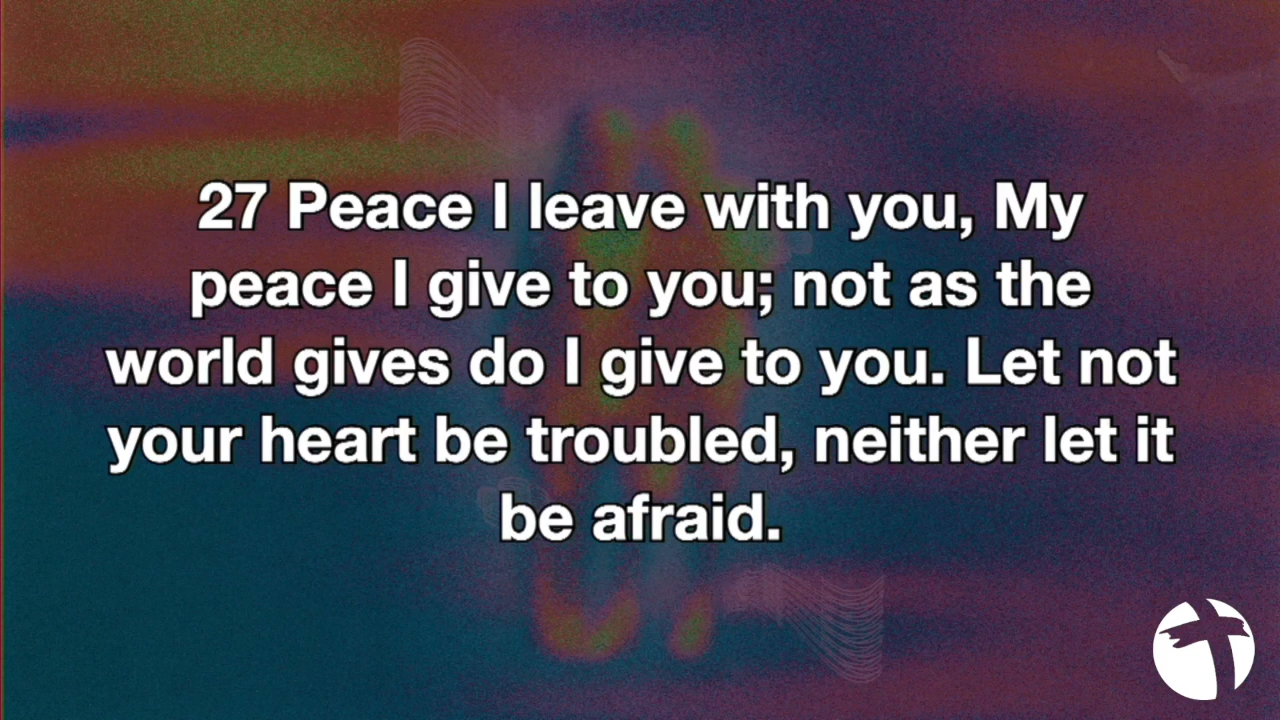 27 Peace I leave with you, My
peace I give to you; not as the
world gives do I give to you. Let not
your heart be troubled, neither let it
be afraid.